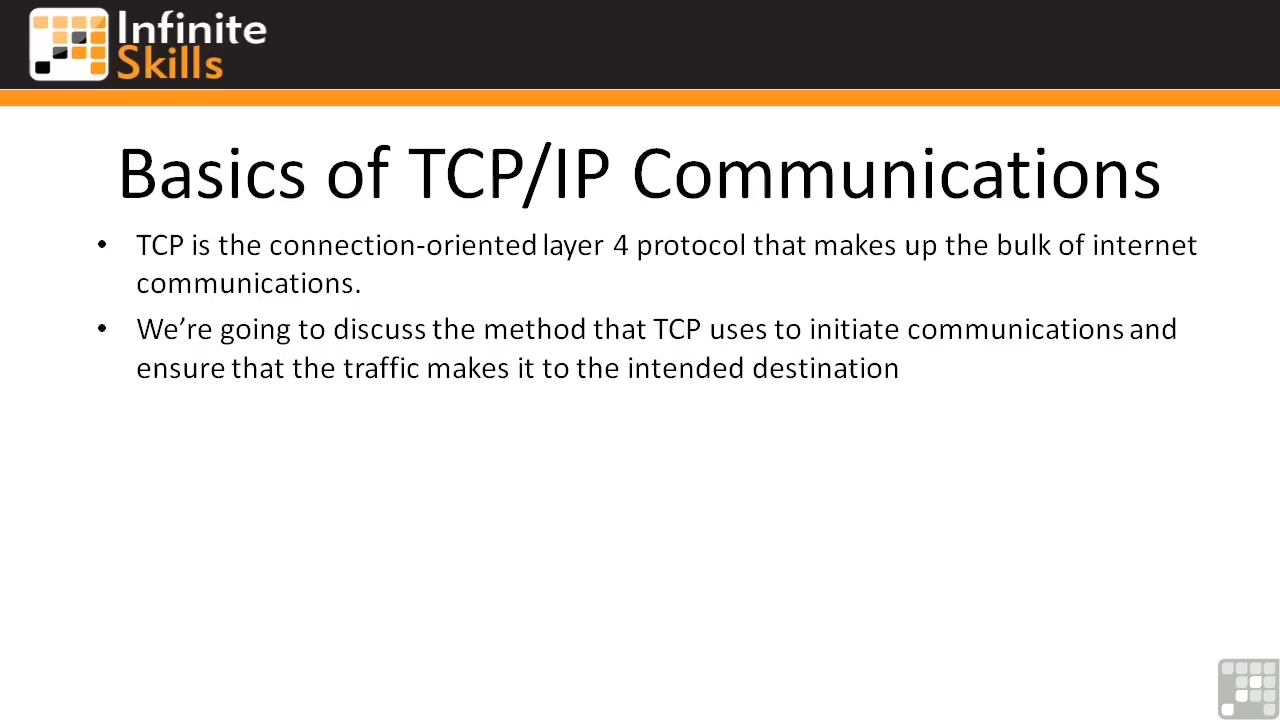 Infinite
Skills
Basics of TCP/IP Communications
• TCP is the connection-oriented layer 4 protocol that makes up the bulk of internet
communications.
• We’re going to discuss the method that TCP uses to initiate communications and
ensure that the traffic makes it to the intended destination